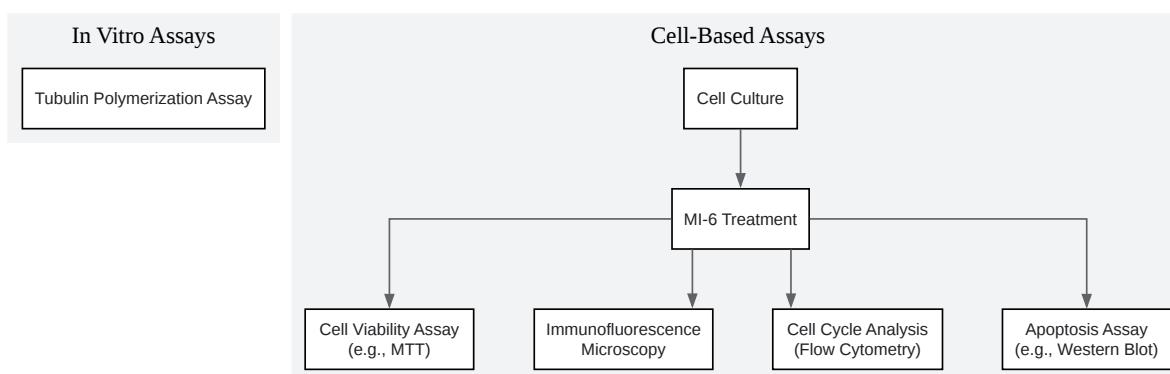 In Vitro Assays
Tubulin Polymerization Assay
Cell-Based Assays
Cell Culture
MI-6 Treatment
Cell Viability Assay
(e.g., MTT)
Immunofluorescence
Microscopy
Cell Cycle Analysis
(Flow Cytometry)
Apoptosis Assay
(e.g., Western Blot)